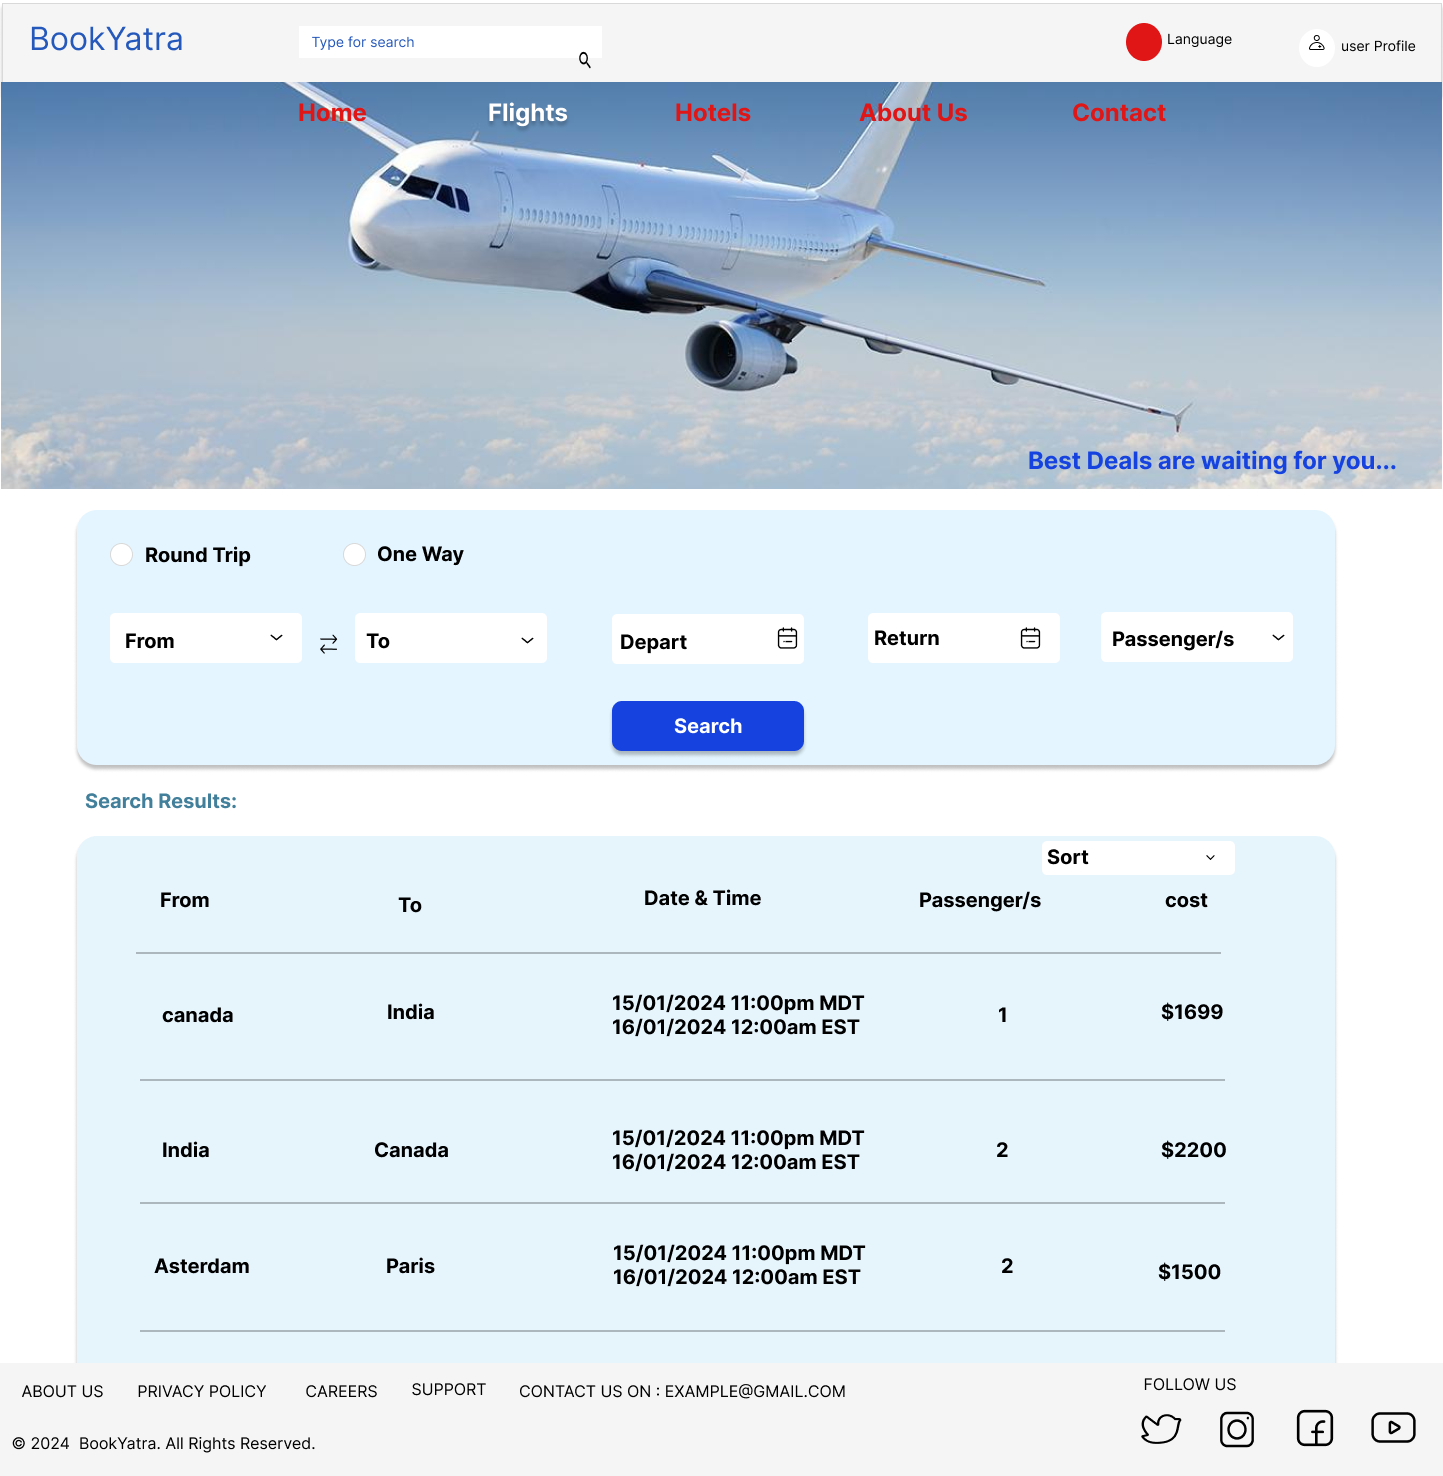 BookYatra
Type for search
Language
user Profile
Home
Flights
Hotels
About Us
Contact
Best Deals are waiting for you...
Round Trip
One Way
From
To
Depart
Return
Passenger/s
Search
Search Results:
Sort
From
To
Date & Time
Passenger/s
cost
canada
India
15/01/2024 11:00pm MDT
16/01/2024 12:00am EST
1
$1699
India
Canada
15/01/2024 11:00pm MDT
16/01/2024 12:00am EST
2
$2200
Asterdam
Paris
15/01/2024 11:00pm MDT
16/01/2024 12:00am EST
2
$1500
ABOUT US
PRIVACY POLICY
CAREERS
SUPPORT
CONTACT US ON : EXAMPLE@GMAIL.COM
FOLLOW US
© 2024 BookYatra. All Rights Reserved.